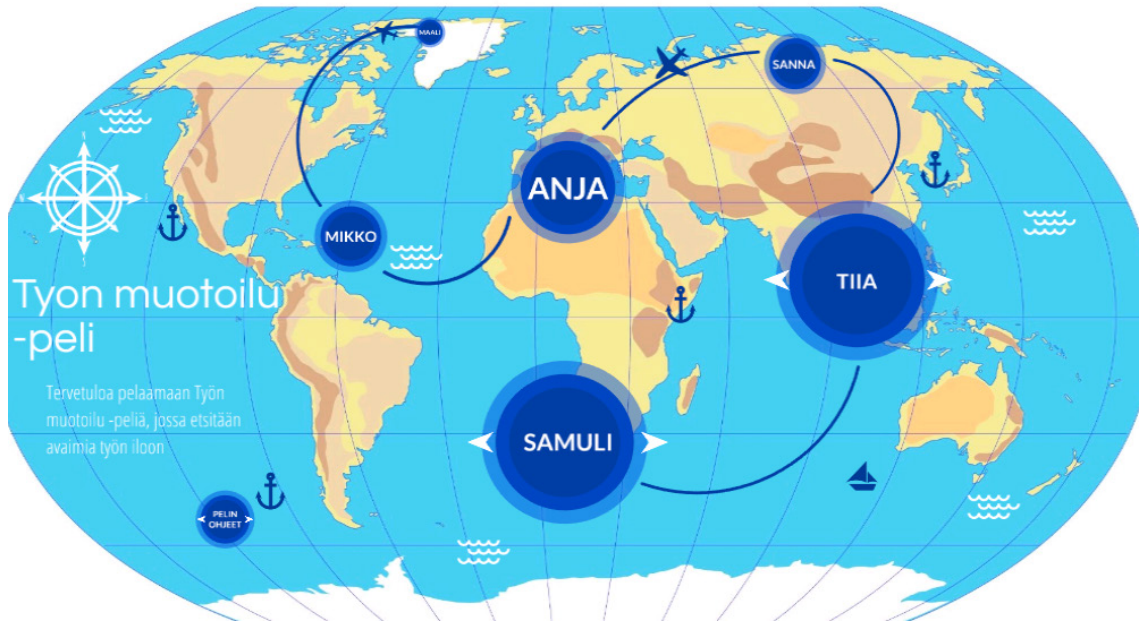 MAALI
SANNA
ANJA
MIKKO
TIIA
Tyon muotoilu
-peli
Tervetuloa pelaamaan Työn
muotoilu -peliä, jossa etsitään
avaimia työn iloon
SAMULI
PELIN
OHJEET